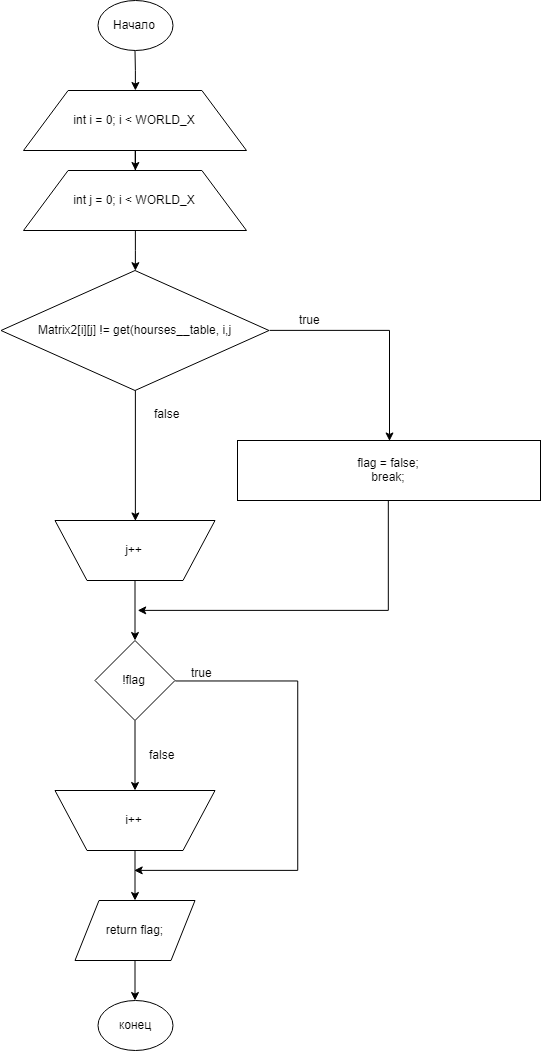 Начало
int i = 0; i < WORLD_X
int j = 0; i < WORLD_X
Matrix2[i][j] != get(hourses__table, i,j
true
false
flag = false;
break;
j++
!flag
true
false
i++
return flag;
конец